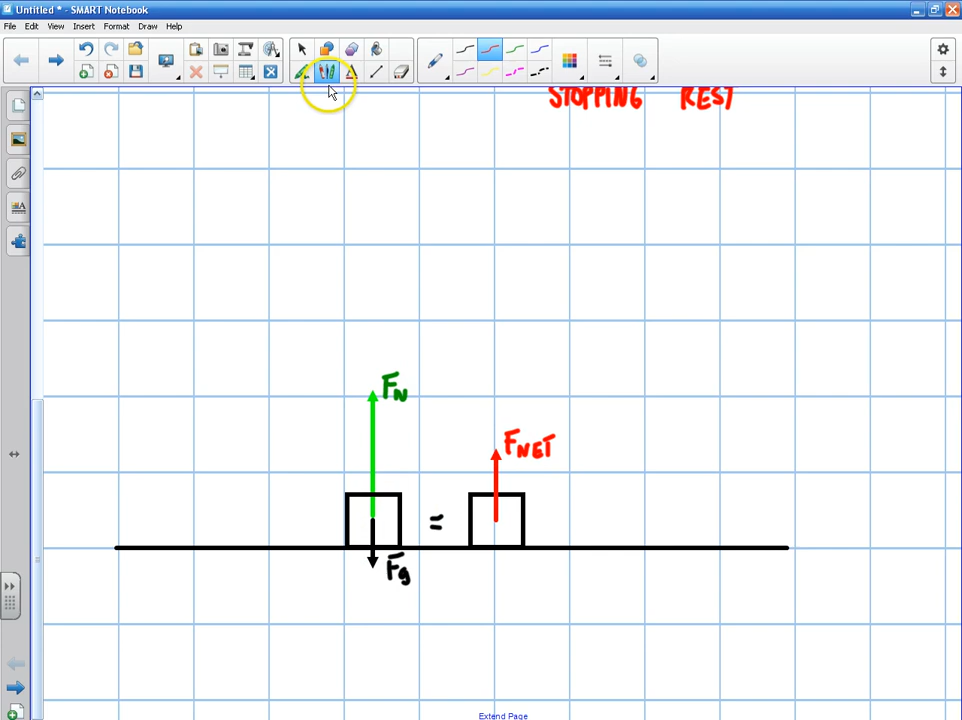 Untitled * - SMART Notebook
File Edit View Insert Format Draw Help
STOPPING REST
FN
FNET
=
Fg
Extend Page